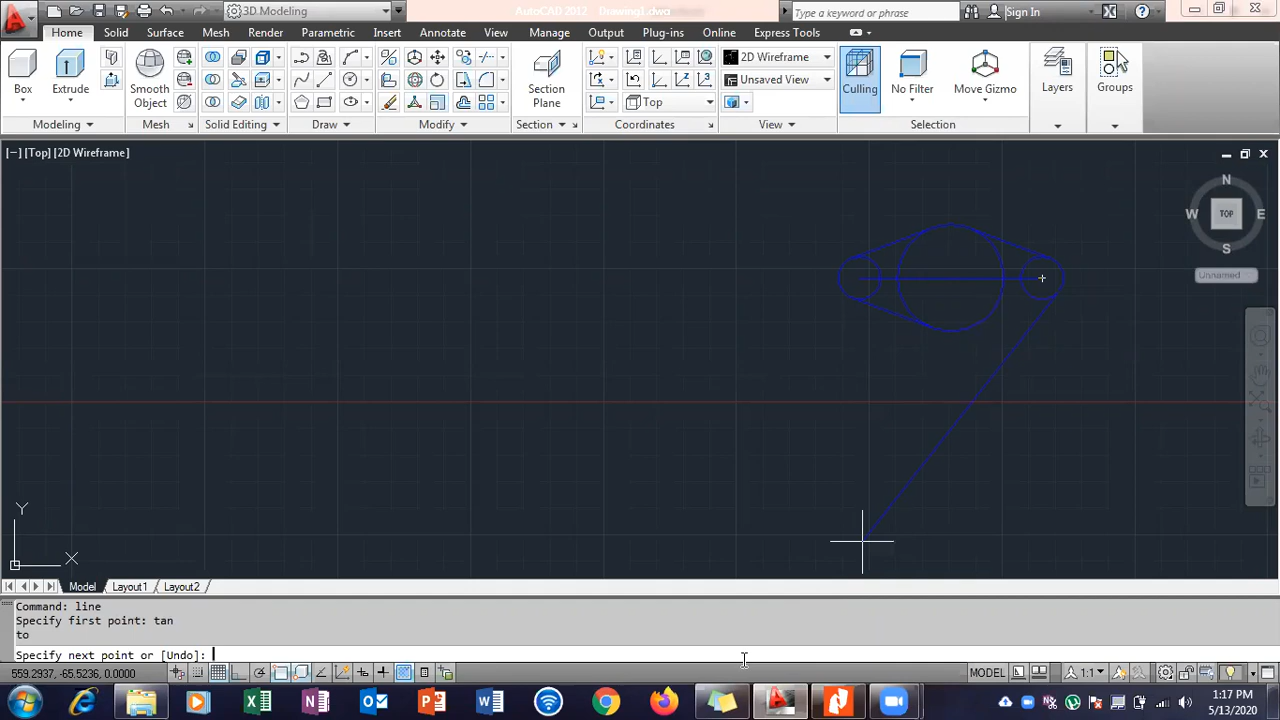 3D Modeling
AutoCAD 2012 Drawing1.dwg
Type a keyword or phrase
Sign In
Home Solid Surface Mesh Render Parametric Insert Annotate View Manage Output Plug-ins Online Express Tools
Box
Extrude
Smooth
Object
Section
Plane
Top
2D Wireframe
Unsaved View
Culling
No Filter
Move Gizmo
Layers
Groups
Modeling Mesh Solid Editing Draw Modify Section Coordinates View Selection
[−] [Top] [2D Wireframe]
N
W TOP E
S
Unnamed
Y
X
Model Layout1 Layout2
Command: line
Specify first point: tan
to
Specify next point or [Undo]:
559.2937, -65.5236, 0.0000
MODEL
1:1
1:17 PM
5/13/2020